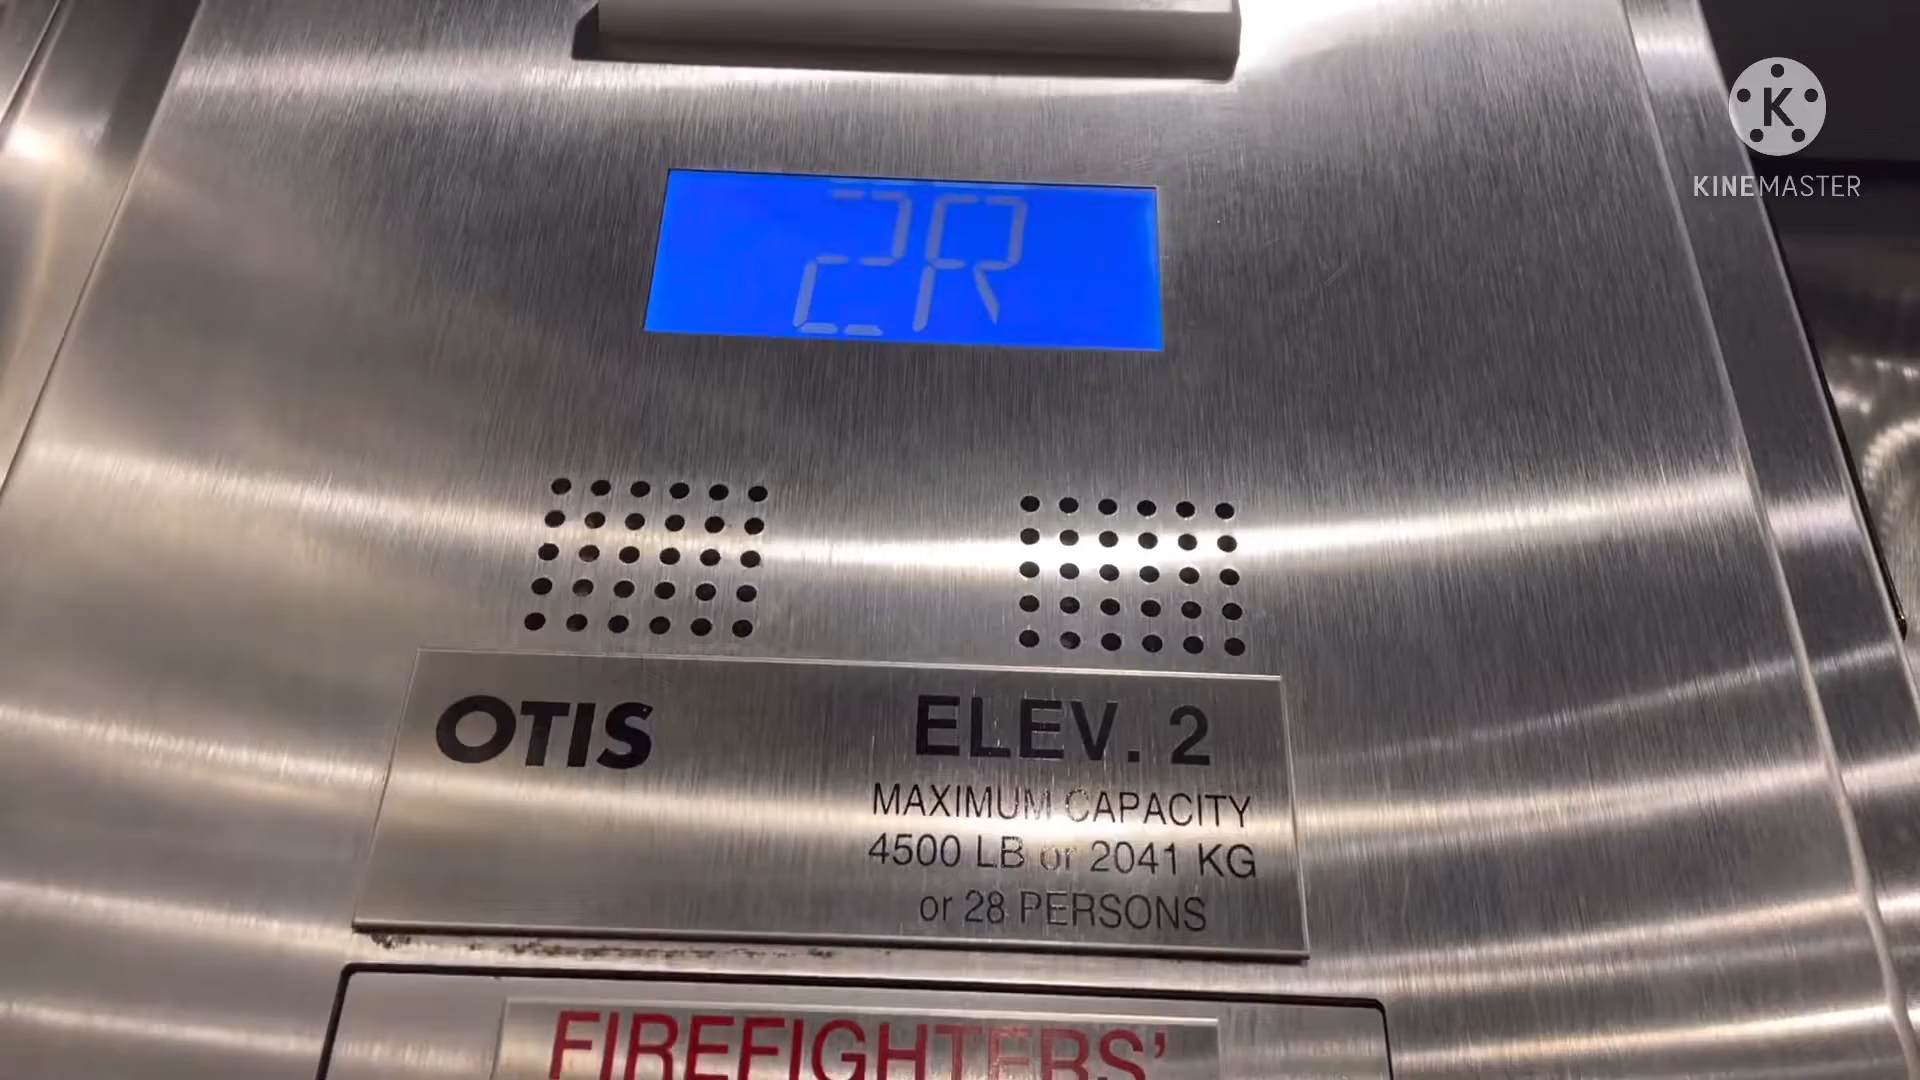 K
KINEMASTER
2R
OTIS
ELEV. 2
MAXIMUM CAPACITY
4500 LB or 2041 KG
or 28 PERSONS
FIREFIGHTERS'